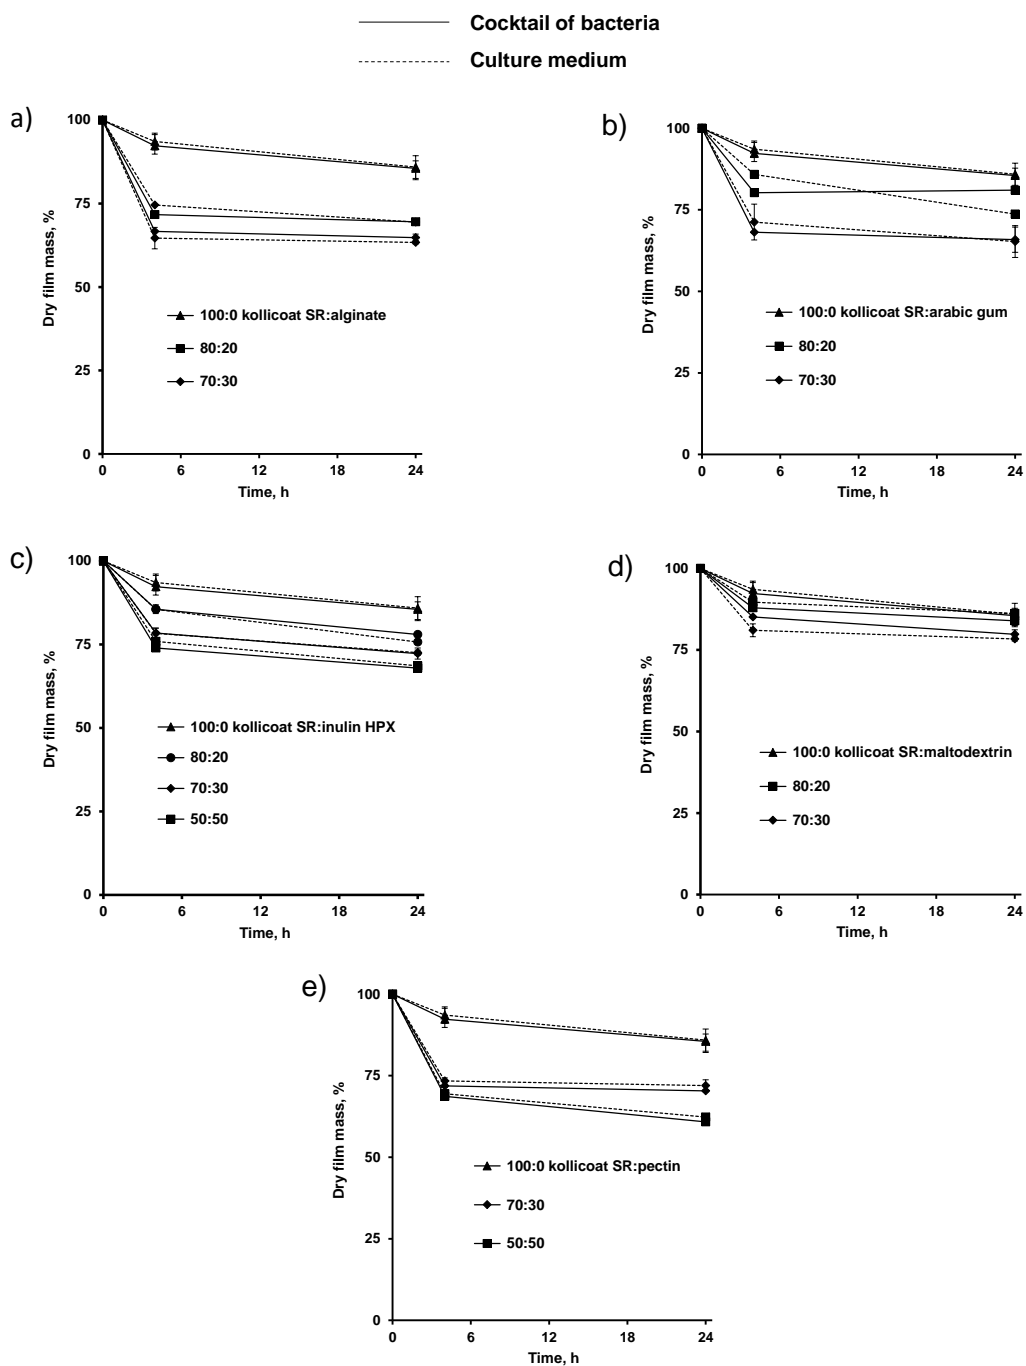 Cocktail of bacteria
Culture medium
a)
Dry film mass, %
100
75
50
25
0
100:0 kollicoat SR:alginate
80:20
70:30
0 6 12 18 24
Time, h
b)
Dry film mass, %
100
75
50
25
0
100:0 kollicoat SR:arabic gum
80:20
70:30
0 6 12 18 24
Time, h
c)
Dry film mass, %
100
75
50
25
0
100:0 kollicoat SR:inulin HPX
80:20
70:30
50:50
0 6 12 18 24
Time, h
d)
Dry film mass, %
100
75
50
25
0
100:0 kollicoat SR:maltodextrin
80:20
70:30
0 6 12 18 24
Time, h
e)
Dry film mass, %
100
75
50
25
0
100:0 kollicoat SR:pectin
70:30
50:50
0 6 12 18 24
Time, h